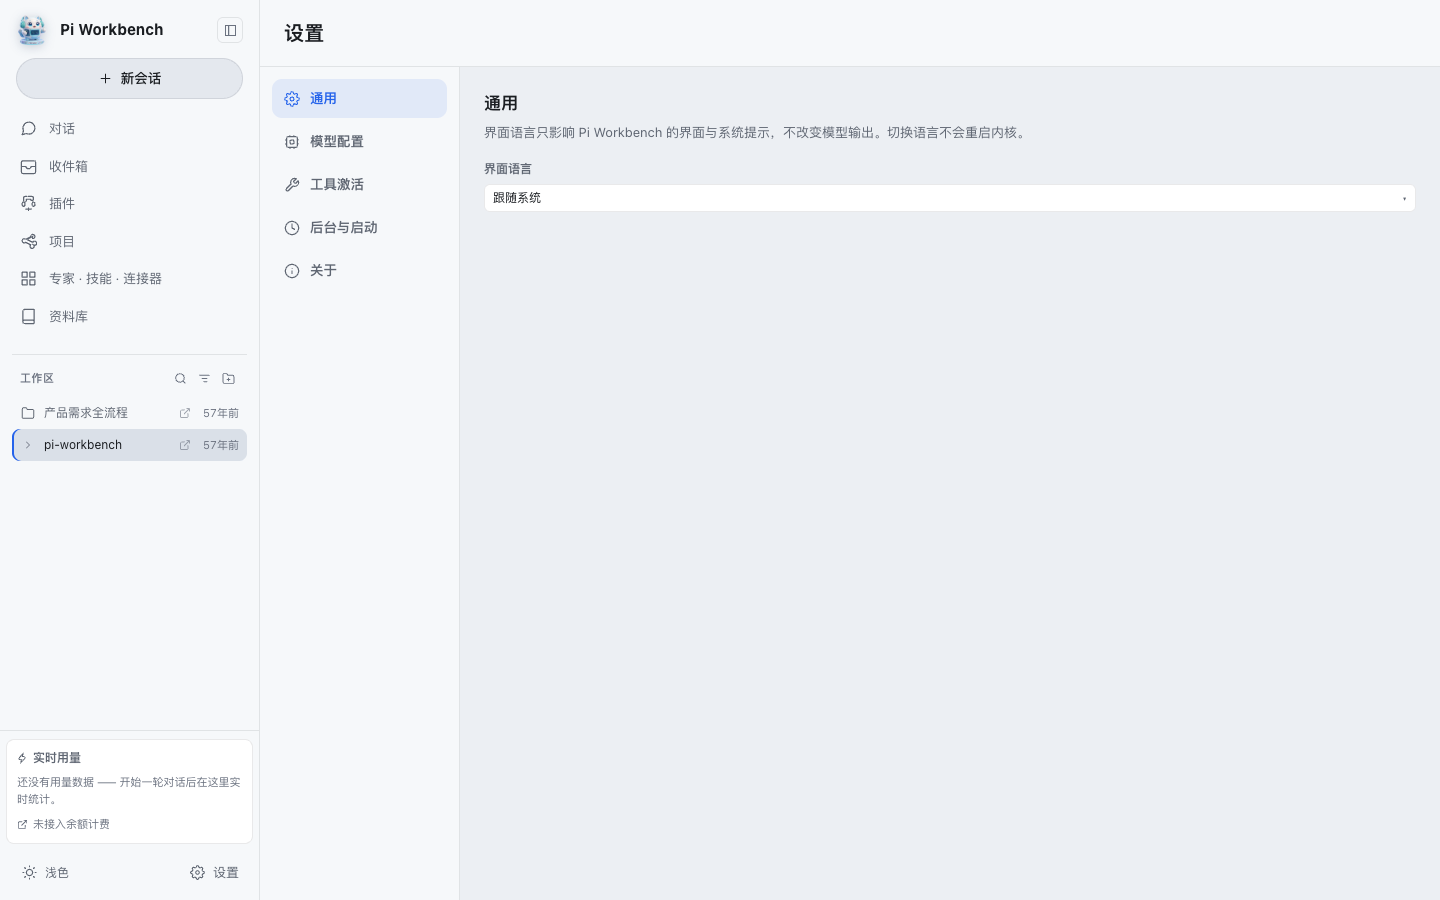 Pi Workbench
新会话
对话
收件箱
插件
项目
专家 · 技能 · 连接器
资料库
工作区
产品需求全流程 57年前
pi-workbench 57年前
实时用量
还没有用量数据 —— 开始一轮对话后在这里实
时统计。
未接入余额计费
浅色
设置
设置
通用
模型配置
工具激活
后台与启动
关于
通用
界面语言只影响 Pi Workbench 的界面与系统提示，不改变模型输出。切换语言不会重启内核。
界面语言
跟随系统